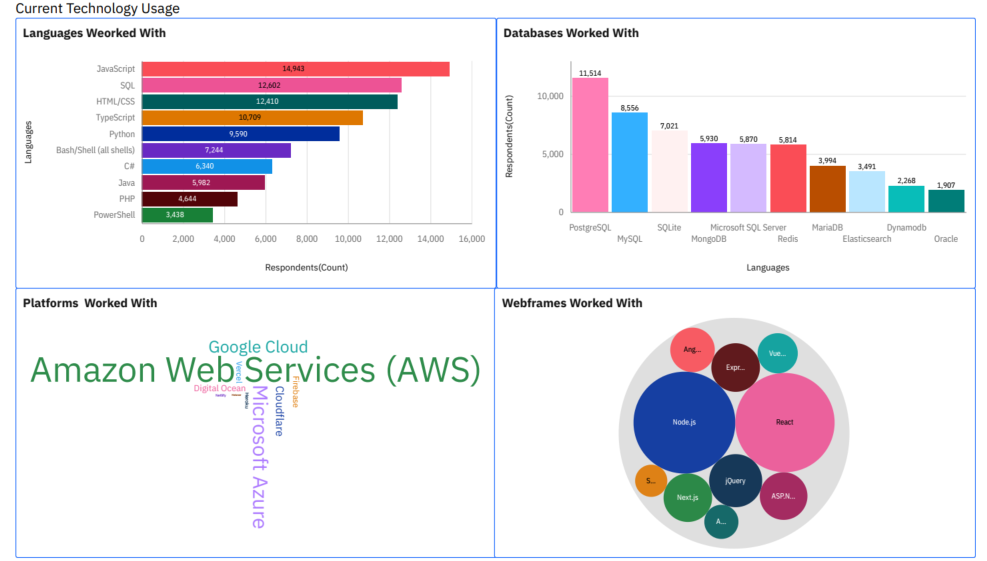 Current Technology Usage
Languages Weorked With
Languages
JavaScript 14,943
SQL 12,602
HTML/CSS 12,410
TypeScript 10,709
Python 9,590
Bash/Shell (all shells) 7,244
C# 6,340
Java 5,982
PHP 4,644
PowerShell 3,438
0 2,000 4,000 6,000 8,000 10,000 12,000 14,000 16,000
Respondents(Count)
Databases Worked With
Respondents(Count)
10,000
5,000
0
11,514
8,556
7,021
5,930
5,870
5,814
3,994
3,491
2,268
1,907
PostgreSQL SQLite Microsoft SQL Server MariaDB Dynamodb
MySQL MongoDB Redis Elasticsearch Oracle
Languages
Platforms  Worked With
Google Cloud
Amazon Web Services (AWS)
Vercel
Digital Ocean
Firebase
Cloudflare
Microsoft Azure
Webframes Worked With
Ang...
Vue...
Expr...
Node.js
React
S...
jQuery
Next.js
ASP.N...
A...